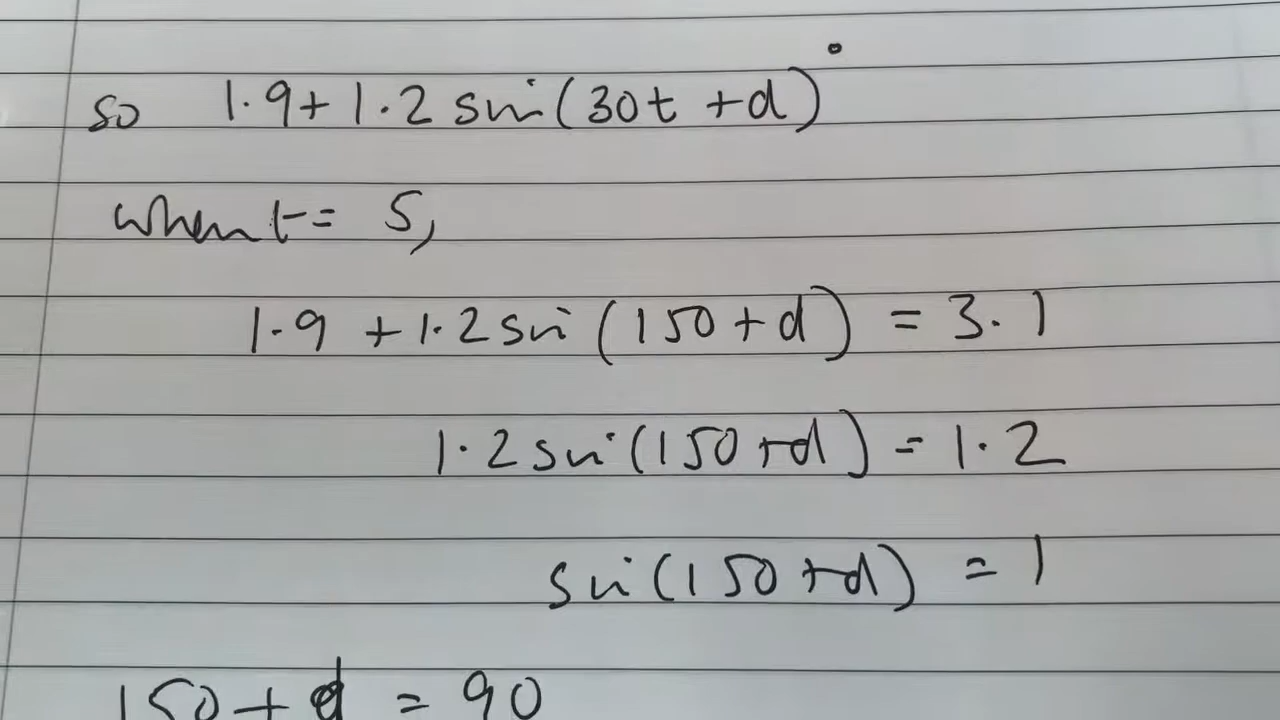 so 1.9+1.2 sin(30t +d)°
when t= 5,
1.9 +1.2 sin (150+d) = 3.1
1.2 sin(150+d) = 1.2
sin(150+d) = 1
150+d = 90